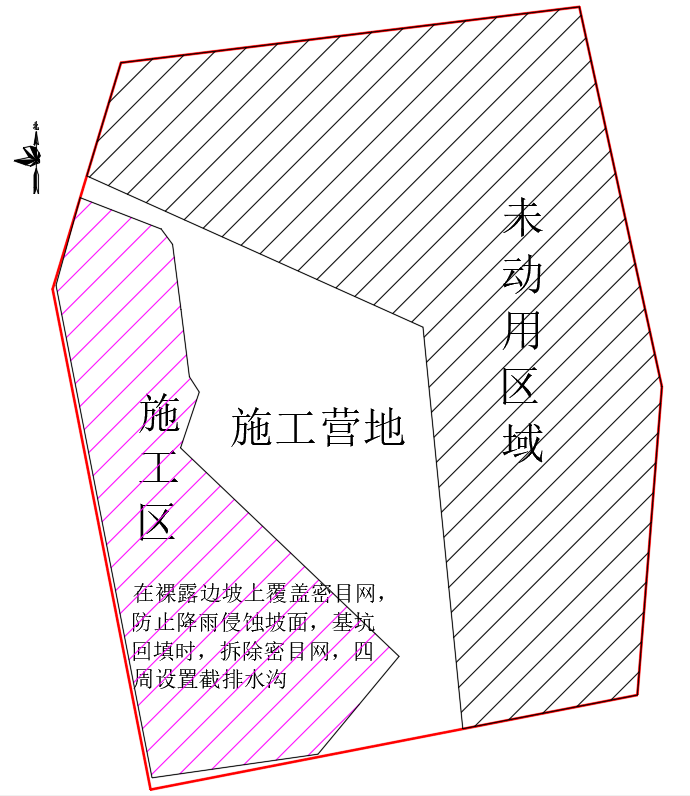 北
未动用区域
施工区
施工营地
在裸露边坡上覆盖密目网，
防止降雨侵蚀坡面，基坑
回填时，拆除密目网，四
周设置截排水沟